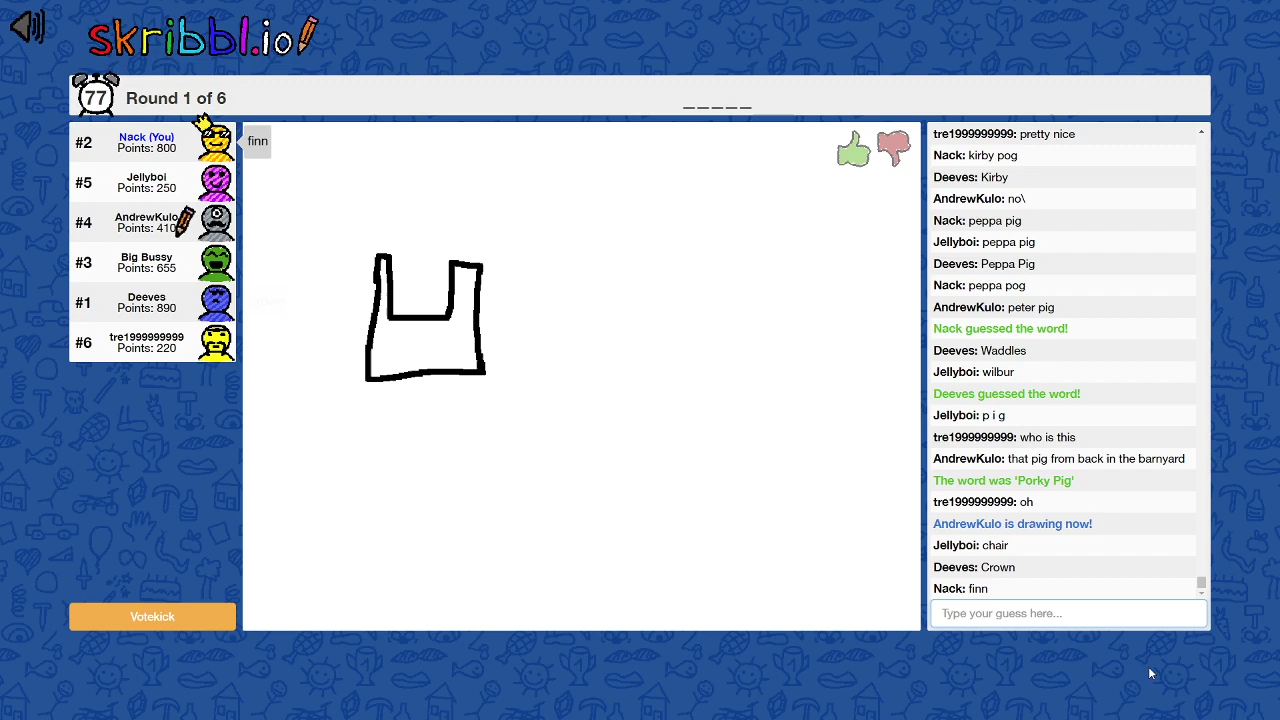 skribbl.io
77
Round 1 of 6
_ _ _ _ _
#2
Nack (You)
Points: 800
#5
Jellyboi
Points: 250
#4
AndrewKulo
Points: 410
#3
Big Bussy
Points: 655
#1
Deeves
Points: 890
#6
tre1999999999
Points: 220
Votekick
finn
tre1999999999: pretty nice
Nack: kirby pog
Deeves: Kirby
AndrewKulo: no\
Nack: peppa pig
Jellyboi: peppa pig
Deeves: Peppa Pig
Nack: peppa pog
AndrewKulo: peter pig
Nack guessed the word!
Deeves: Waddles
Jellyboi: wilbur
Deeves guessed the word!
Jellyboi: p i g
tre1999999999: who is this
AndrewKulo: that pig from back in the barnyard
The word was 'Porky Pig'
tre1999999999: oh
AndrewKulo is drawing now!
Jellyboi: chair
Deeves: Crown
Nack: finn
Type your guess here...